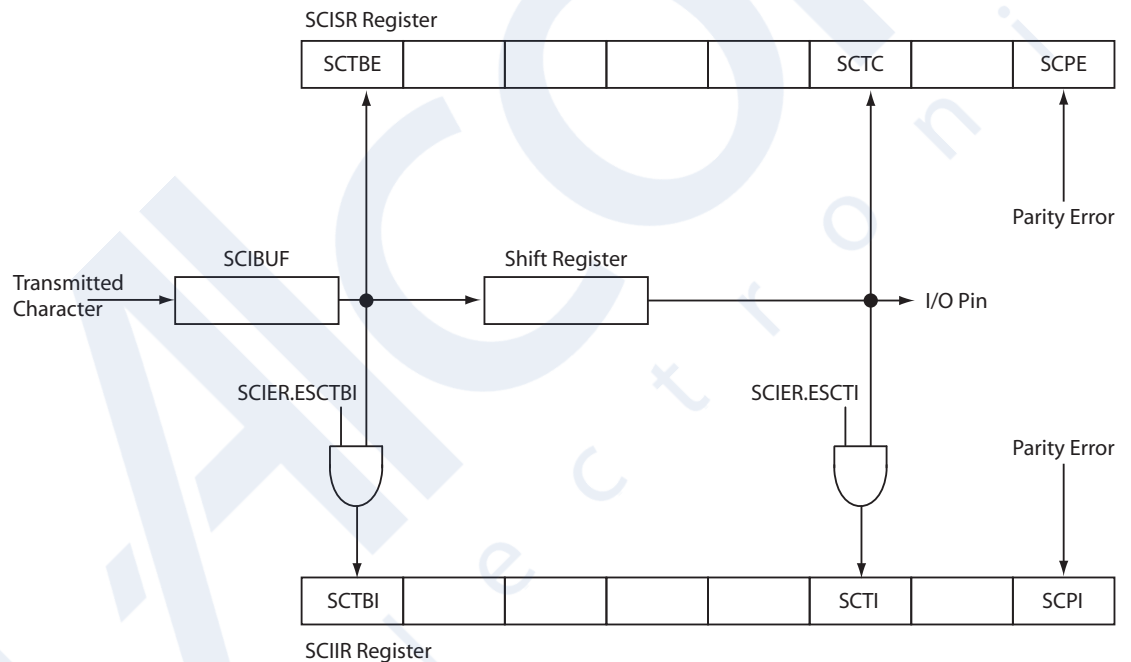 SCISR Register
SCTBE SCTC SCPE
Parity Error
SCIBUF Shift Register
Transmitted
Character
I/O Pin
SCIER.ESCTBI SCIER.ESCTI
Parity Error
SCTBI SCTI SCPI
SCIIR Register